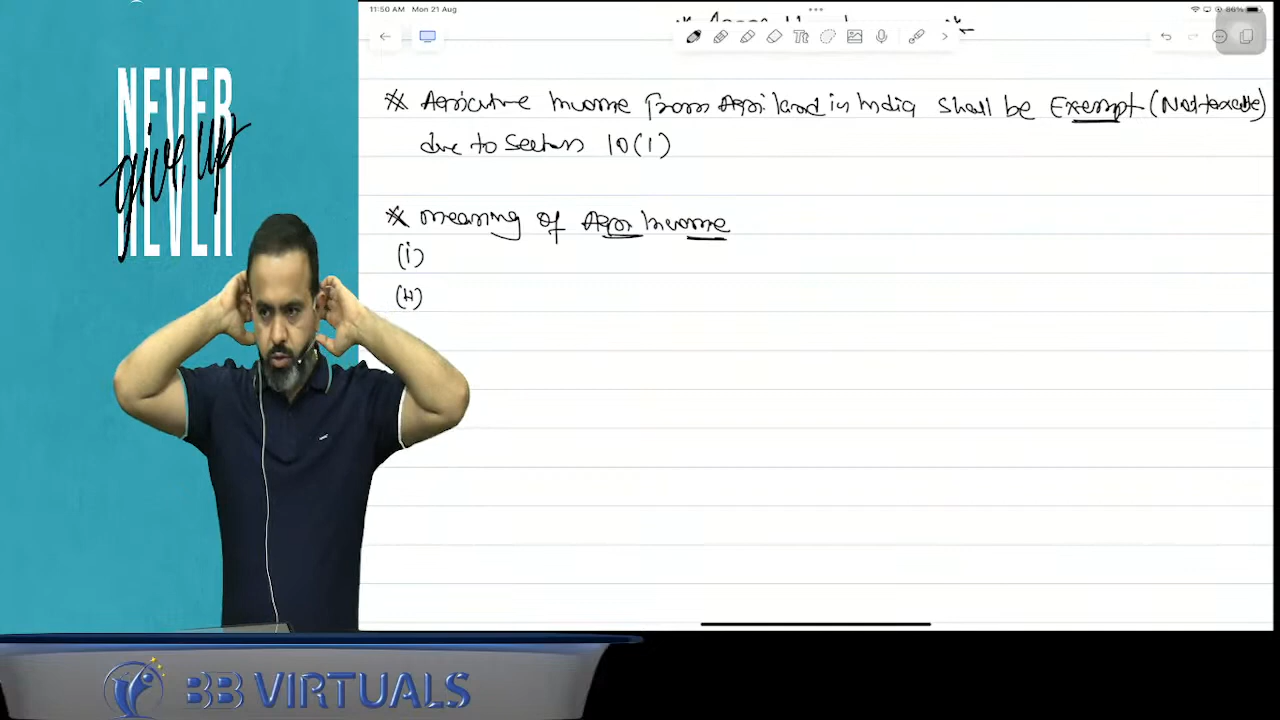 11:50 AM Mon 21 Aug
86%
NEVER
give up
NEVER
* Agriculture Income from Agri land in India shall be Exempt (Not taxable)
due to Section 10(1)
* meaning of Agri Income
(i)
(ii)
BB VIRTUALS